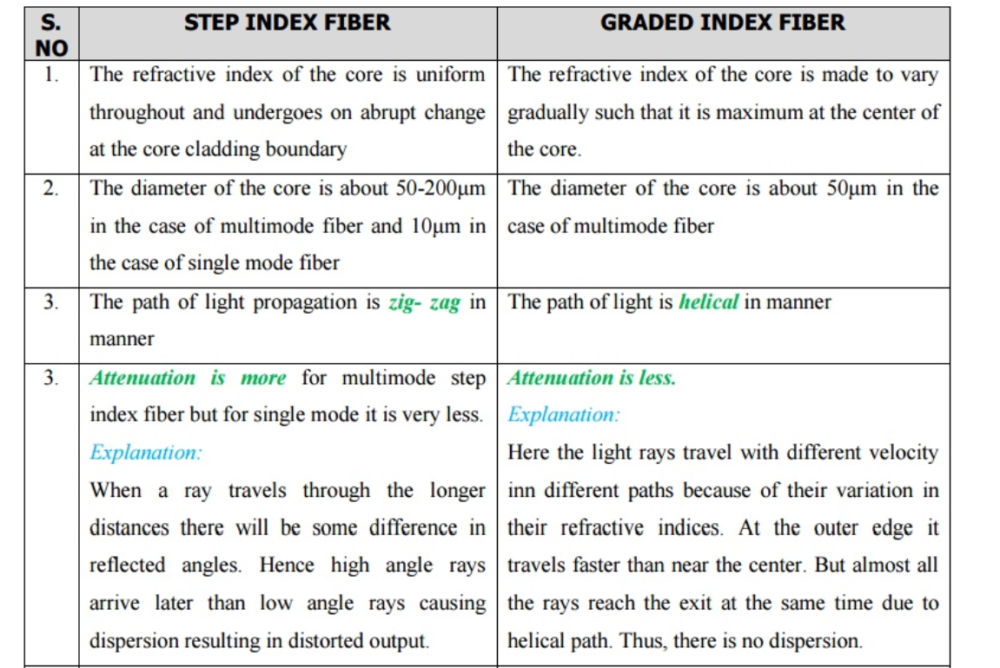 S. NO
STEP INDEX FIBER
GRADED INDEX FIBER
1.
The refractive index of the core is uniform
throughout and undergoes on abrupt change
at the core cladding boundary
The refractive index of the core is made to vary
gradually such that it is maximum at the center of
the core.
2.
The diameter of the core is about 50-200µm
in the case of multimode fiber and 10µm in
the case of single mode fiber
The diameter of the core is about 50µm in the
case of multimode fiber
3.
The path of light propagation is zig- zag in
manner
The path of light is helical in manner
3.
Attenuation is more for multimode step
index fiber but for single mode it is very less.
Explanation:
When a ray travels through the longer
distances there will be some difference in
reflected angles. Hence high angle rays
arrive later than low angle rays causing
dispersion resulting in distorted output.
Attenuation is less.
Explanation:
Here the light rays travel with different velocity
inn different paths because of their variation in
their refractive indices. At the outer edge it
travels faster than near the center. But almost all
the rays reach the exit at the same time due to
helical path. Thus, there is no dispersion.